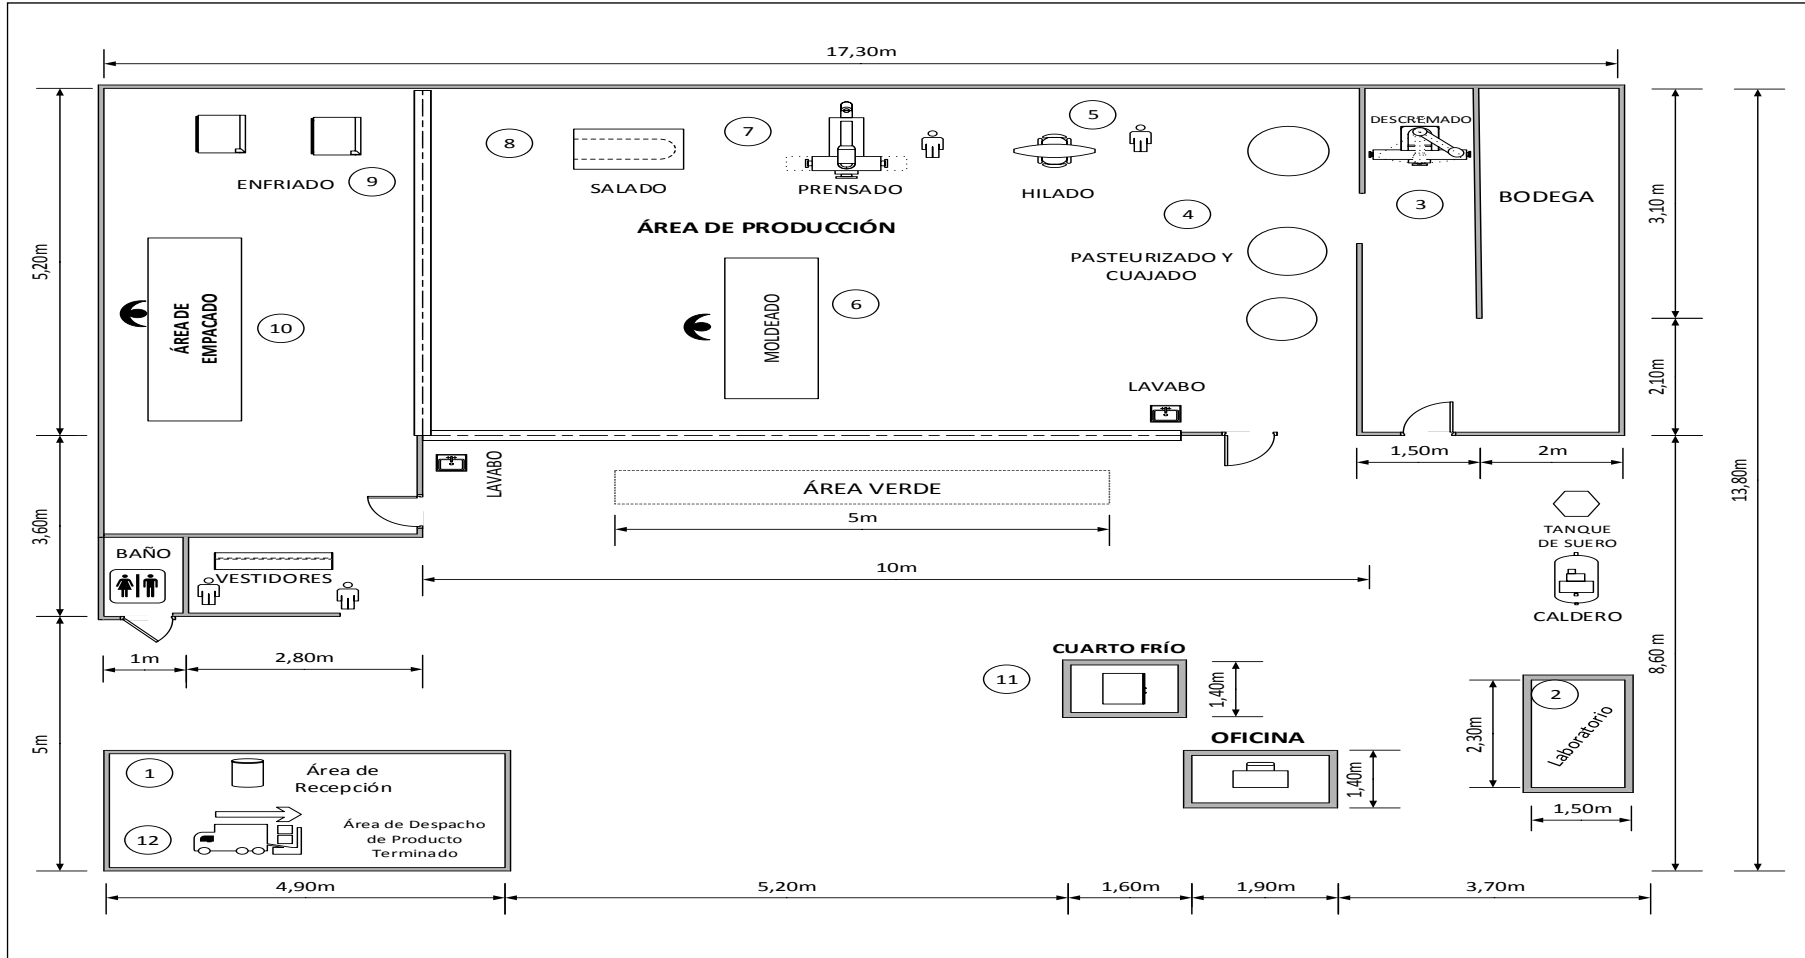 17,30m
DESCREMADO
5
7
8
ENFRIADO
9
SALADO
PRENSADO
HILADO
3
BODEGA
3,10 m
4
ÁREA DE PRODUCCIÓN
5,20m
PASTEURIZADO Y
CUAJADO
6
10
ÁREA DE
EMPACADO
MOLDEADO
2,10m
LAVABO
1,50m
2m
LAVABO
ÁREA VERDE
5m
13,80m
3,60m
TANQUE
DE SUERO
BAÑO
VESTIDORES
10m
CALDERO
1m
2,80m
CUARTO FRÍO
11
1,40m
8,60 m
2
Laboratorio
2,30m
OFICINA
5m
1
Área de
Recepción
1,40m
1,50m
12
Área de Despacho
de Producto
Terminado
4,90m
5,20m
1,60m
1,90m
3,70m